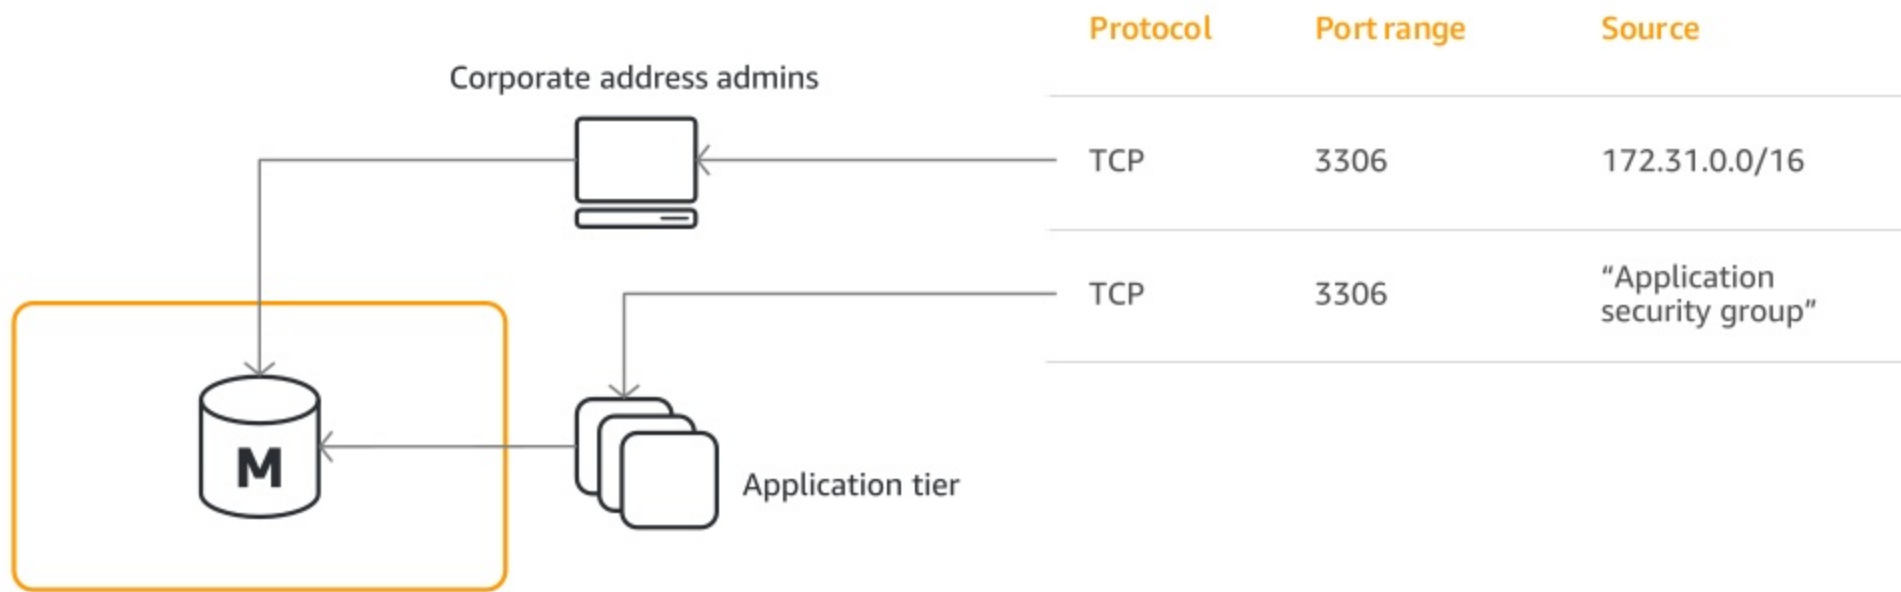 Protocol Port range Source
Corporate address admins
TCP 3306 172.31.0.0/16
TCP 3306 “Application
security group”
M
Application tier